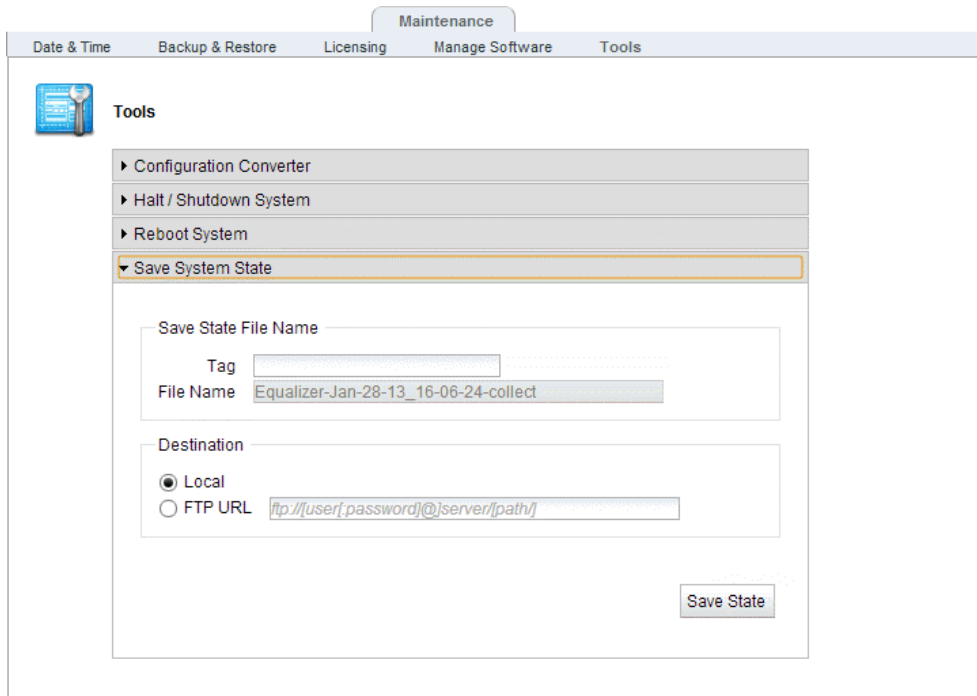 Maintenance
Date & Time Backup & Restore Licensing Manage Software Tools
Tools
Configuration Converter
Halt / Shutdown System
Reboot System
Save System State
Save State File Name
Tag
File Name Equalizer-Jan-28-13_16-06-24-collect
Destination
Local
FTP URL ftp://[user[:password]@]server/[path/]
Save State